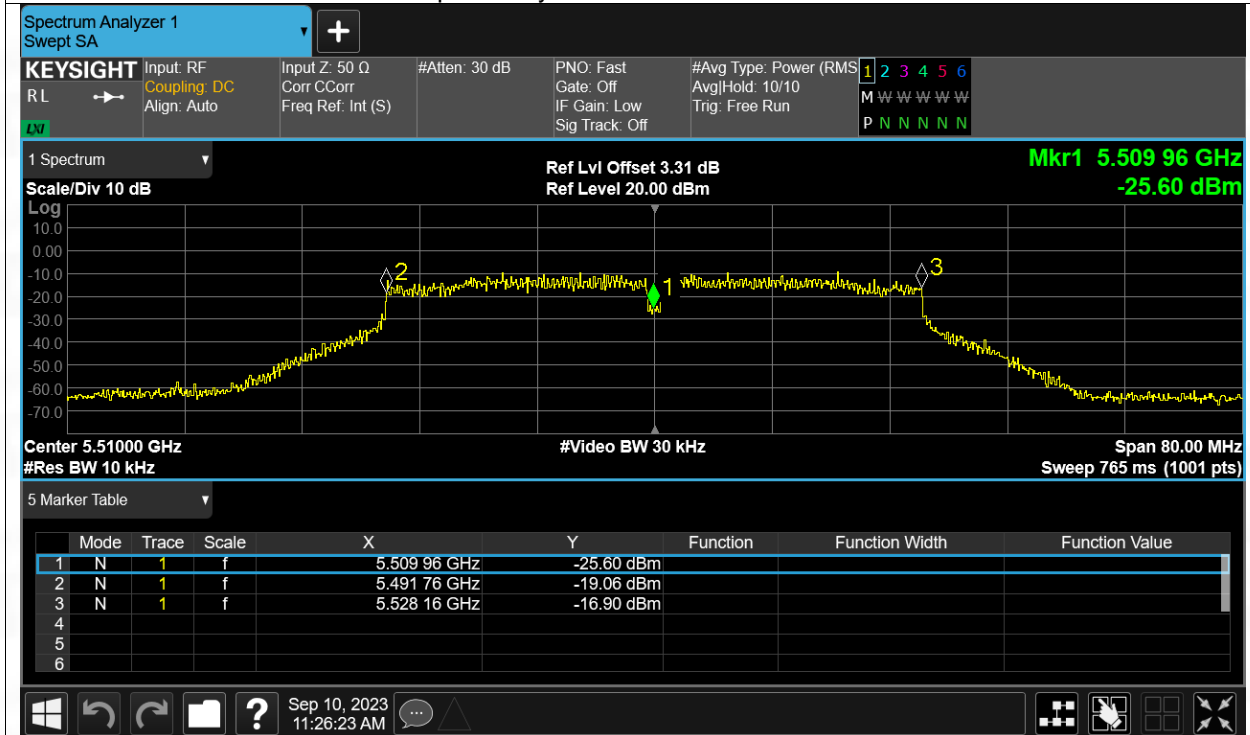 Spectrum Analyzer 1
Swept SA
+
KEYSIGHT Input: RF Input Z: 50 Ω #Atten: 30 dB PNO: Fast #Avg Type: Power (RMS 1 2 3 4 5 6
R L Coupling: DC Corr CCorr Gate: Off Avg|Hold: 10/10 M W W W W W
Align: Auto Freq Ref: Int (S) IF Gain: Low Trig: Free Run
LXI Sig Track: Off P N N N N N
1 Spectrum Ref Lvl Offset 3.31 dB Mkr1 5.509 96 GHz
Scale/Div 10 dB Ref Level 20.00 dBm -25.60 dBm
Log
10.0
0.00
-10.0 2 3
-20.0 1
-30.0
-40.0
-50.0
-60.0
-70.0
Center 5.51000 GHz #Video BW 30 kHz Span 80.00 MHz
#Res BW 10 kHz Sweep 765 ms (1001 pts)
5 Marker Table
Mode Trace Scale X Y Function Function Width Function Value
1 N 1 f 5.509 96 GHz -25.60 dBm
2 N 1 f 5.491 76 GHz -19.06 dBm
3 N 1 f 5.528 16 GHz -16.90 dBm
4
5
6
? Sep 10, 2023
11:26:23 AM